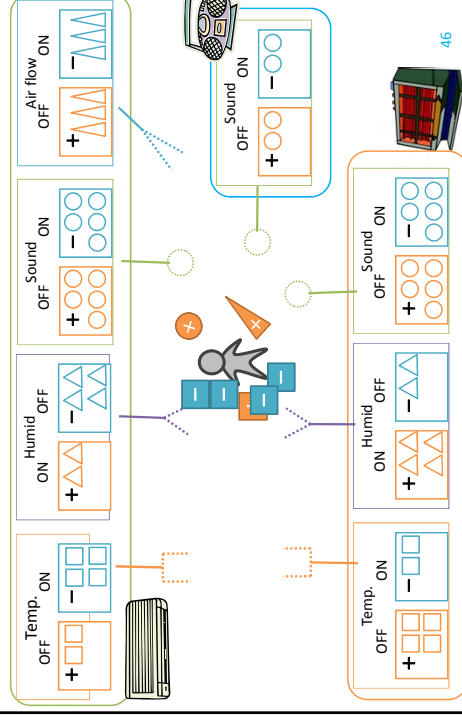 Temp. Humid Sound Air flow
OFF ON ON OFF OFF ON OFF ON
+ − + − + − + −
Sound
OFF ON
+ −
+
+
−
−
−
−
Temp. Humid Sound
OFF ON ON OFF OFF ON
+ − + − + −
46